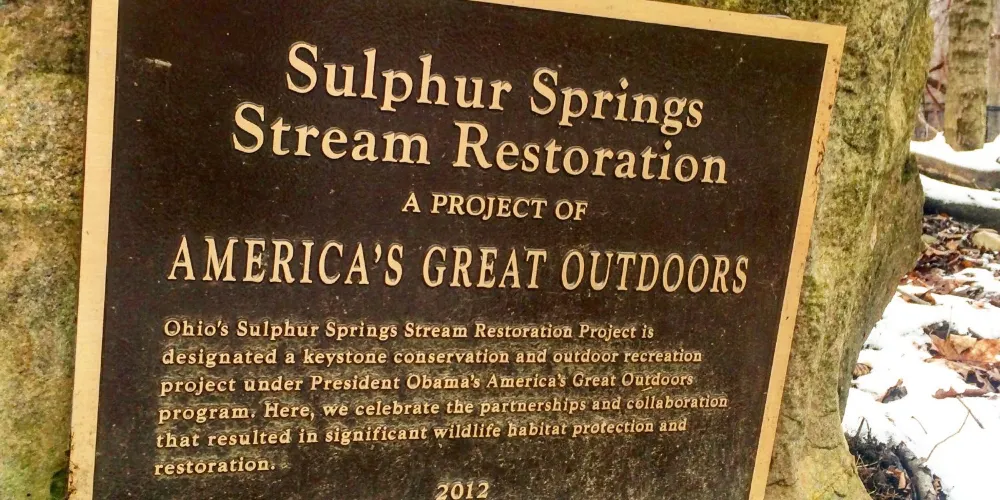 Sulphur Springs
Stream Restoration
A PROJECT OF
AMERICA'S GREAT OUTDOORS
Ohio's Sulphur Springs Stream Restoration Project is
designated a keystone conservation and outdoor recreation
project under President Obama's America's Great Outdoors
program. Here, we celebrate the partnerships and collaboration
that resulted in significant wildlife habitat protection and
restoration.
2012